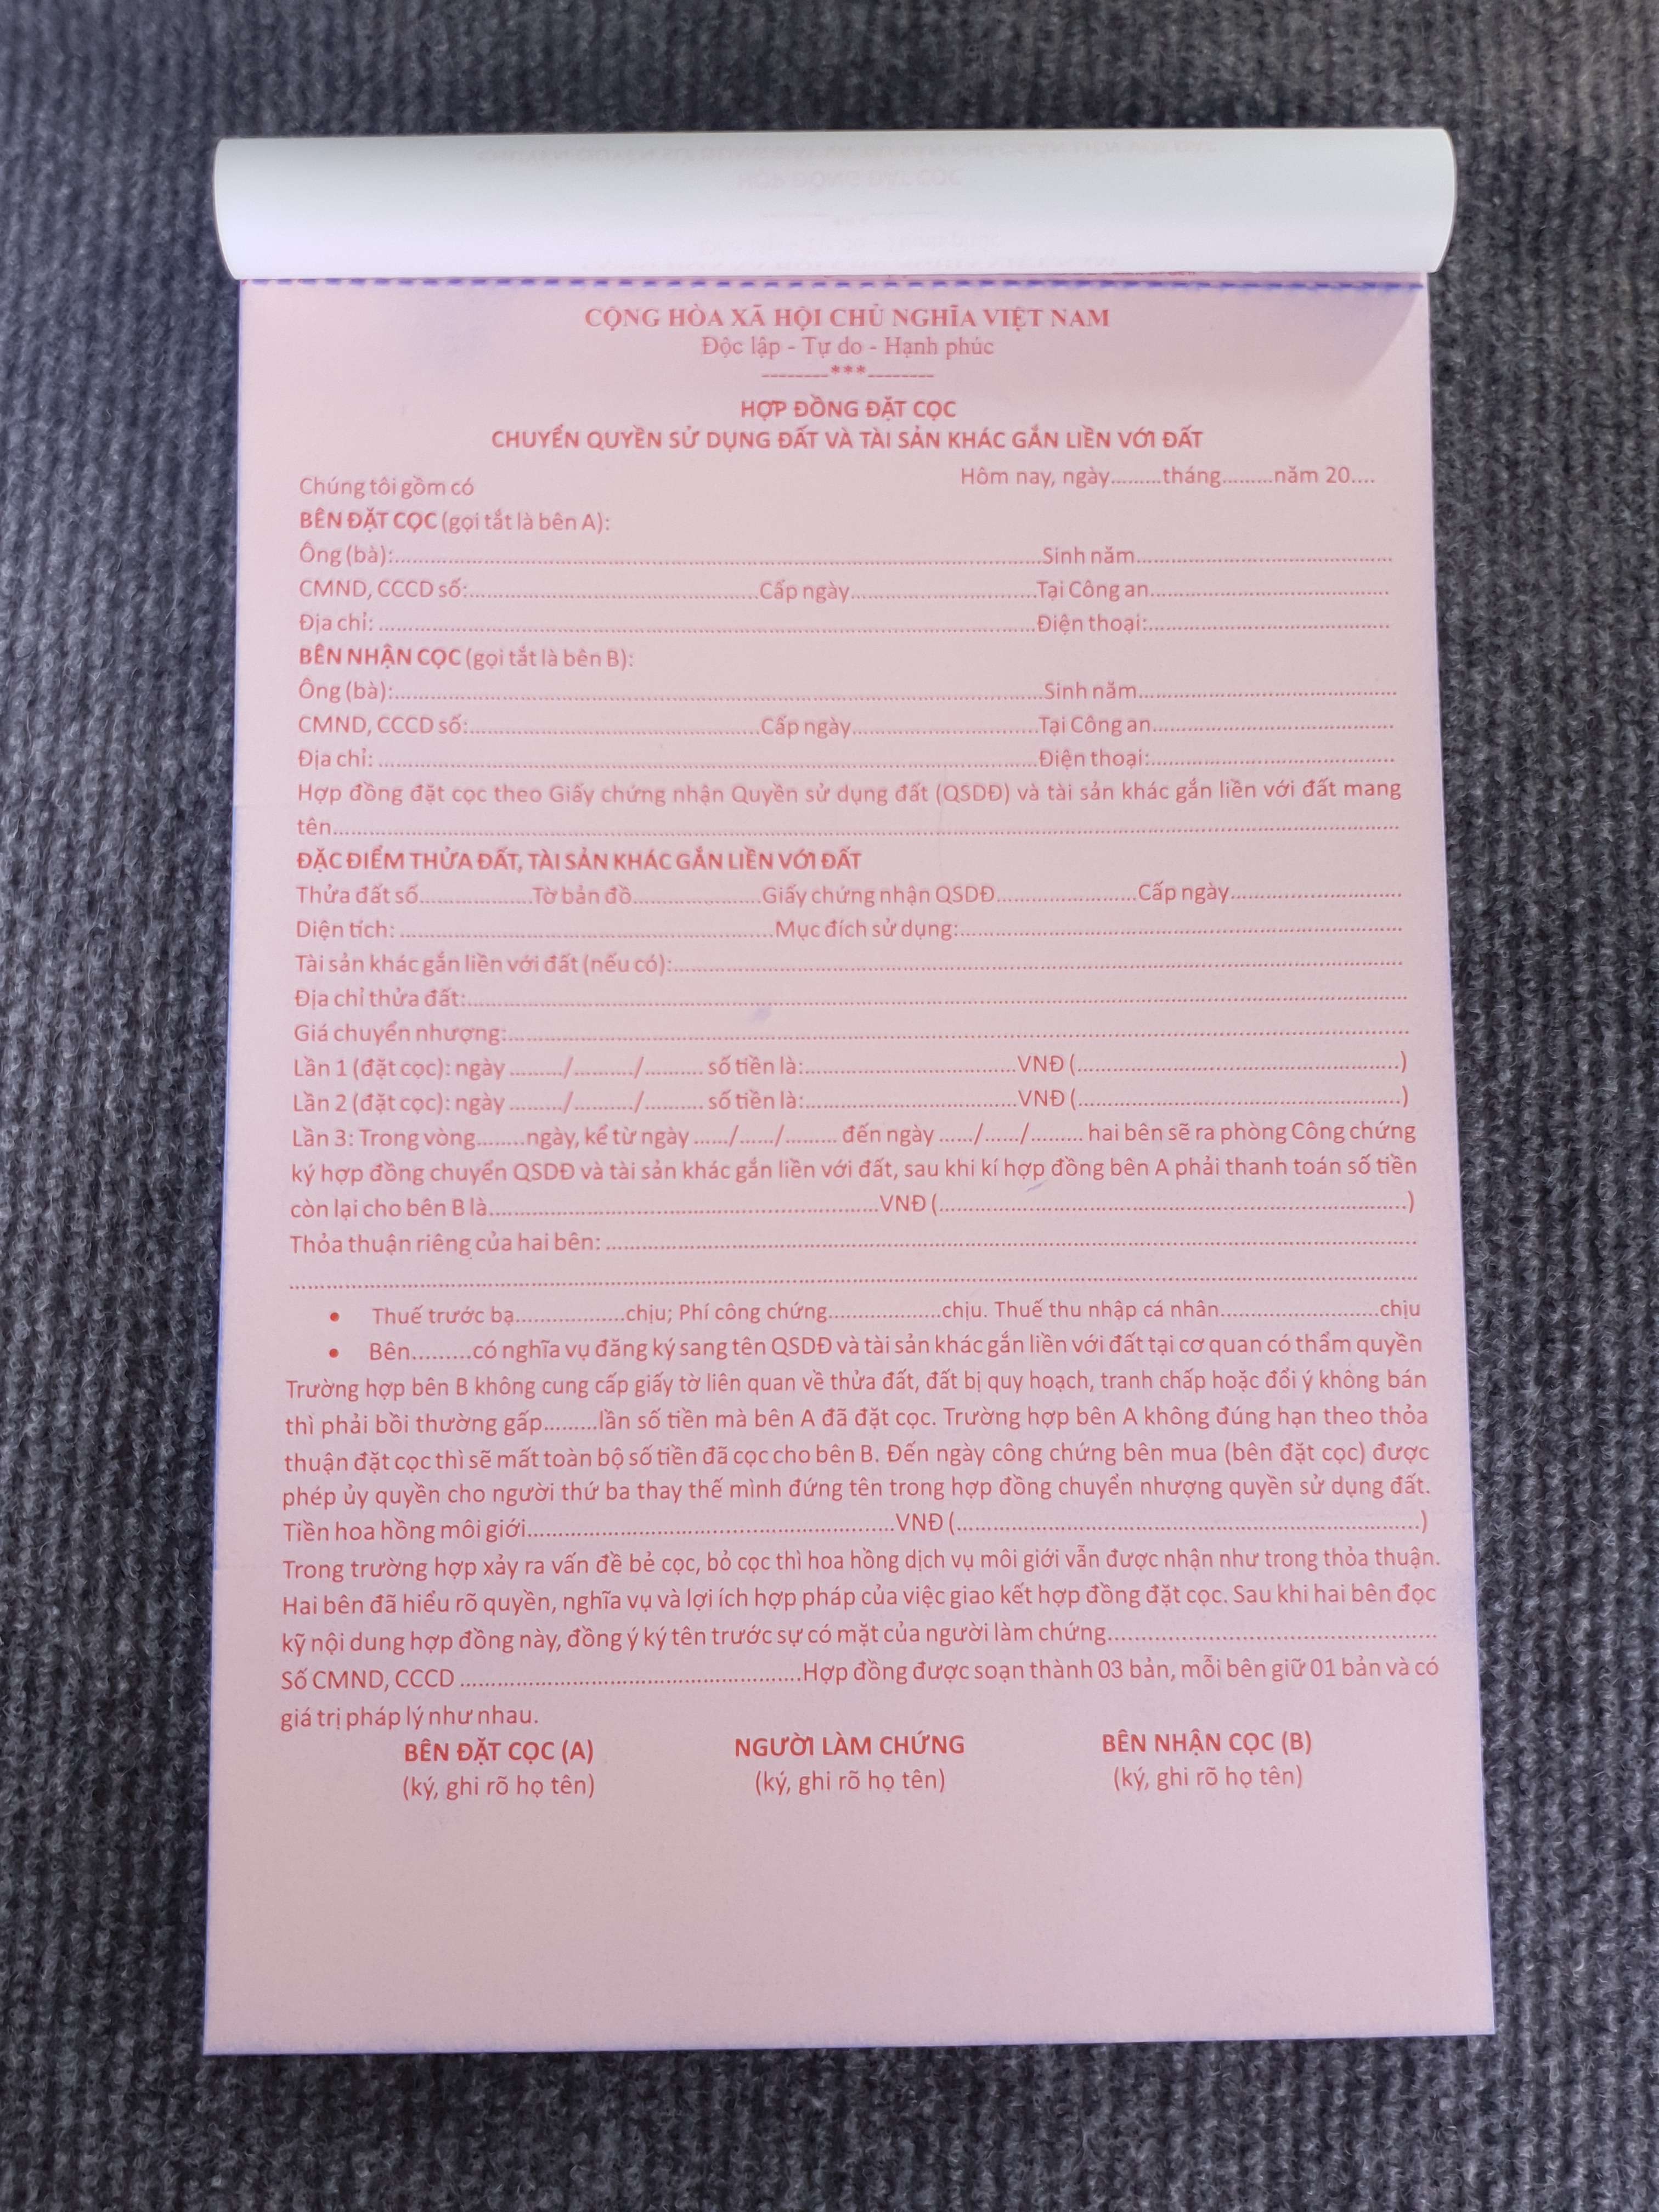 CỘNG HÒA XÃ HỘI CHỦ NGHĨA VIỆT NAM
Độc lập - Tự do - Hạnh phúc
--------***--------
HỢP ĐỒNG ĐẶT CỌC
CHUYỂN QUYỀN SỬ DỤNG ĐẤT VÀ TÀI SẢN KHÁC GẮN LIỀN VỚI ĐẤT
Hôm nay, ngày.........tháng.........năm 20....
Chúng tôi gồm có
BÊN ĐẶT CỌC (gọi tắt là bên A):
Ông (bà):..........Sinh năm..........
CMND, CCCD số:..........Cấp ngày..........Tại Công an..........
Địa chỉ: ..........Điện thoại:..........
BÊN NHẬN CỌC (gọi tắt là bên B):
Ông (bà):..........Sinh năm..........
CMND, CCCD số:..........Cấp ngày..........Tại Công an..........
Địa chỉ: ..........Điện thoại:..........
Hợp đồng đặt cọc theo Giấy chứng nhận Quyền sử dụng đất (QSDĐ) và tài sản khác gắn liền với đất mang
tên..........
ĐẶC ĐIỂM THỬA ĐẤT, TÀI SẢN KHÁC GẮN LIỀN VỚI ĐẤT
Thửa đất số..........Tờ bản đồ..........Giấy chứng nhận QSDĐ..........Cấp ngày..........
Diện tích: ..........Mục đích sử dụng:..........
Tài sản khác gắn liền với đất (nếu có):..........
Địa chỉ thửa đất:..........
Giá chuyển nhượng:..........
Lần 1 (đặt cọc): ngày ........./........../.......... số tiền là:..........VNĐ (..........)
Lần 2 (đặt cọc): ngày ........./........../.......... số tiền là:..........VNĐ (..........)
Lần 3: Trong vòng........ngày, kể từ ngày ....../....../......... đến ngày ....../....../......... hai bên sẽ ra phòng Công chứng
ký hợp đồng chuyển QSDĐ và tài sản khác gắn liền với đất, sau khi kí hợp đồng bên A phải thanh toán số tiền
còn lại cho bên B là..........VNĐ (..........)
Thỏa thuận riêng của hai bên: ..........
..........
• Thuế trước bạ..........chịu; Phí công chứng..........chịu. Thuế thu nhập cá nhân..........chịu
• Bên..........có nghĩa vụ đăng ký sang tên QSDĐ và tài sản khác gắn liền với đất tại cơ quan có thẩm quyền
Trường hợp bên B không cung cấp giấy tờ liên quan về thửa đất, đất bị quy hoạch, tranh chấp hoặc đổi ý không bán
thì phải bồi thường gấp.........lần số tiền mà bên A đã đặt cọc. Trường hợp bên A không đúng hạn theo thỏa
thuận đặt cọc thì sẽ mất toàn bộ số tiền đã cọc cho bên B. Đến ngày công chứng bên mua (bên đặt cọc) được
phép ủy quyền cho người thứ ba thay thế mình đứng tên trong hợp đồng chuyển nhượng quyền sử dụng đất.
Tiền hoa hồng môi giới..........VNĐ (..........)
Trong trường hợp xảy ra vấn đề bẻ cọc, bỏ cọc thì hoa hồng dịch vụ môi giới vẫn được nhận như trong thỏa thuận.
Hai bên đã hiểu rõ quyền, nghĩa vụ và lợi ích hợp pháp của việc giao kết hợp đồng đặt cọc. Sau khi hai bên đọc
kỹ nội dung hợp đồng này, đồng ý ký tên trước sự có mặt của người làm chứng..........
Số CMND, CCCD ..........Hợp đồng được soạn thành 03 bản, mỗi bên giữ 01 bản và có
giá trị pháp lý như nhau.
BÊN ĐẶT CỌC (A) NGƯỜI LÀM CHỨNG BÊN NHẬN CỌC (B)
(ký, ghi rõ họ tên) (ký, ghi rõ họ tên) (ký, ghi rõ họ tên)